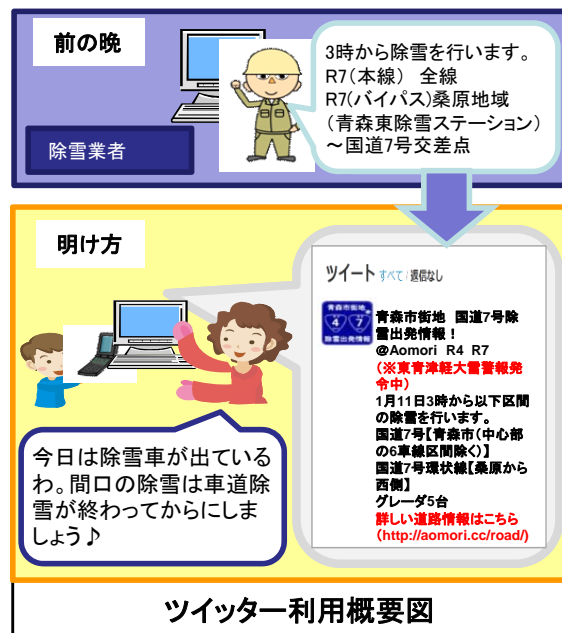 前の晩
3時から除雪を行います。
R7(本線)　全線
R7(バイパス)桑原地域
(青森東除雪ステーション)
～国道7号交差点
除雪業者
明け方
ツイート すべて / 返信なし
青森市街地
4 7
除雪出発情報
青森市街地　国道7号除
雪出発情報！
@Aomori_R4_R7
(※東青津軽大雪警報発
令中)
1月11日3時から以下区間
の除雪を行います。
国道7号【青森市(中心部
の6車線区間除く)】
国道7号環状線【桑原から
西側】
グレーダ5台
詳しい道路情報はこちら
(http://aomori.cc/road/)
今日は除雪車が出ている
わ。間口の除雪は車道除
雪が終わってからにしま
しょう♪
ツイッター利用概要図